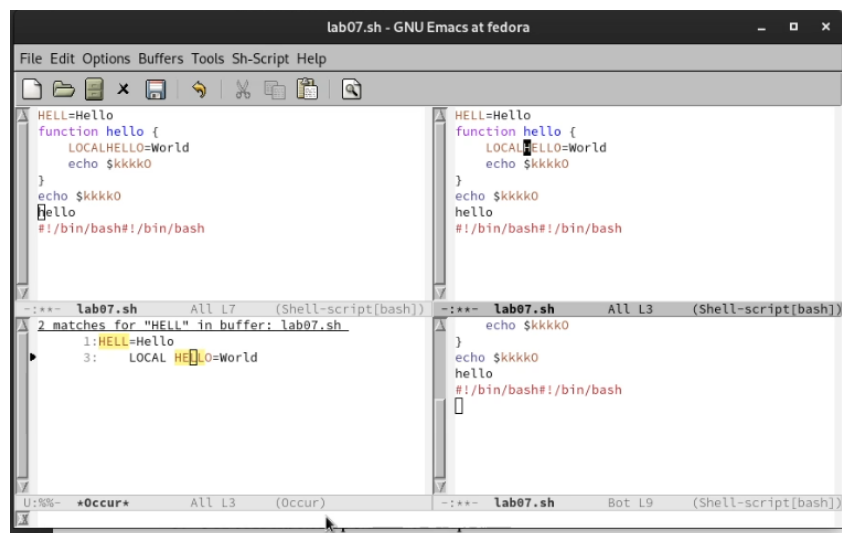 lab07.sh - GNU Emacs at fedora
File Edit Options Buffers Tools Sh-Script Help
HELL=Hello
function hello {
    LOCALHELLO=World
    echo $kkkkO
}
echo $kkkkO
hello
#!/bin/bash#!/bin/bash
-:**- lab07.sh All L7 (Shell-script[bash])
HELL=Hello
function hello {
    LOCALHELLO=World
    echo $kkkkO
}
echo $kkkkO
hello
#!/bin/bash#!/bin/bash
-:**- lab07.sh All L3 (Shell-script[bash])
2 matches for "HELL" in buffer: lab07.sh
1:HELL=Hello
3:    LOCAL HELLO=World
U:%%- *Occur* All L3 (Occur)
    echo $kkkkO
}
echo $kkkkO
hello
#!/bin/bash#!/bin/bash
-:**- lab07.sh Bot L9 (Shell-script[bash])